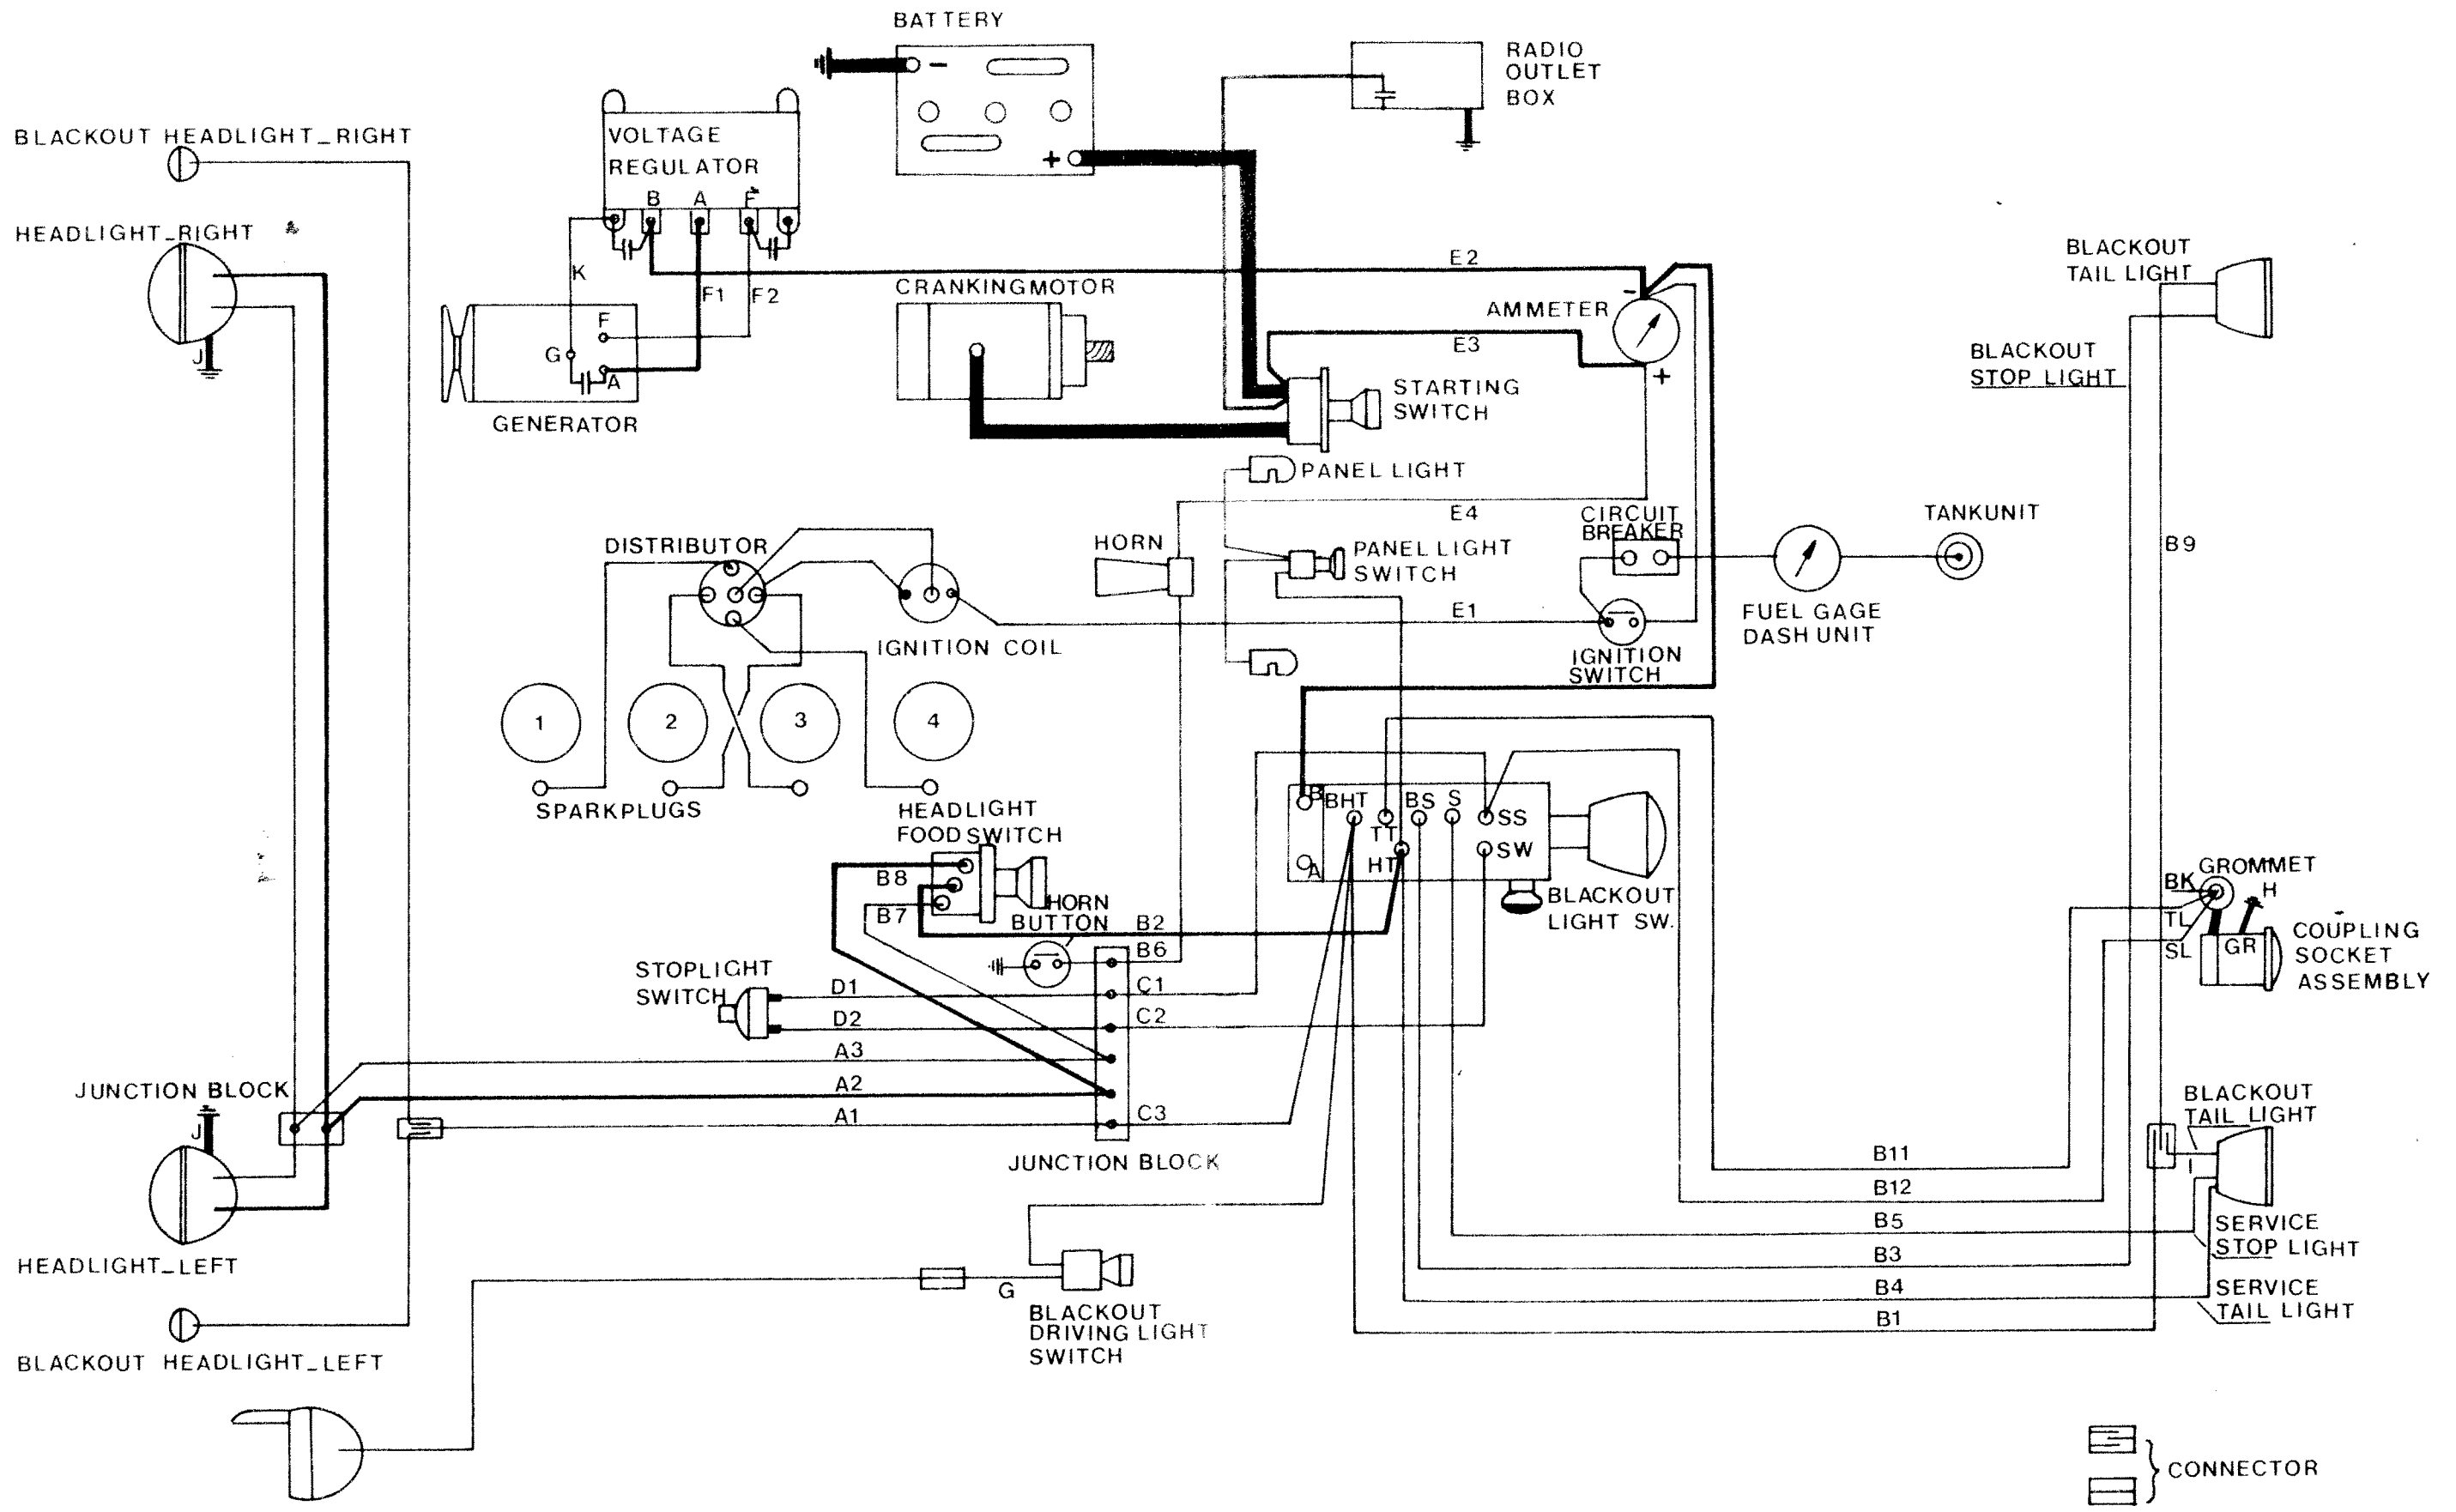 BATTERY
-
+
RADIO
OUTLET
BOX
BLACKOUT HEADLIGHT_RIGHT
VOLTAGE
REGULATOR
B A F
HEADLIGHT_RIGHT
J
K
F1
F2
E2
F
G
A
GENERATOR
CRANKINGMOTOR
AMMETER
-
+
E3
STARTING
SWITCH
BLACKOUT
TAIL LIGHT
BLACKOUT
STOP LIGHT
PANEL LIGHT
E4
CIRCUIT
BREAKER
TANKUNIT
DISTRIBUTOR
HORN
PANEL LIGHT
SWITCH
B9
IGNITION COIL
E1
FUEL GAGE
DASH UNIT
IGNITION
SWITCH
1 2 3 4
SPARKPLUGS
HEADLIGHT
FOOD SWITCH
B8
B7
HORN
BUTTON
B
A
BHT
TT
HT
BS
S
SS
SW
BLACKOUT
LIGHT SW.
GROMMET
BK
H
TL
SL
GR
COUPLING
SOCKET
ASSEMBLY
B2
B6
STOPLIGHT
SWITCH
D1
C1
D2
C2
A3
A2
A1
C3
JUNCTION BLOCK
J
JUNCTION BLOCK
HEADLIGHT_LEFT
BLACKOUT HEADLIGHT_LEFT
BLACKOUT
TAIL LIGHT
B11
B12
B5
B3
B4
B1
SERVICE
STOP LIGHT
SERVICE
TAIL LIGHT
G
BLACKOUT
DRIVING LIGHT
SWITCH
CONNECTOR